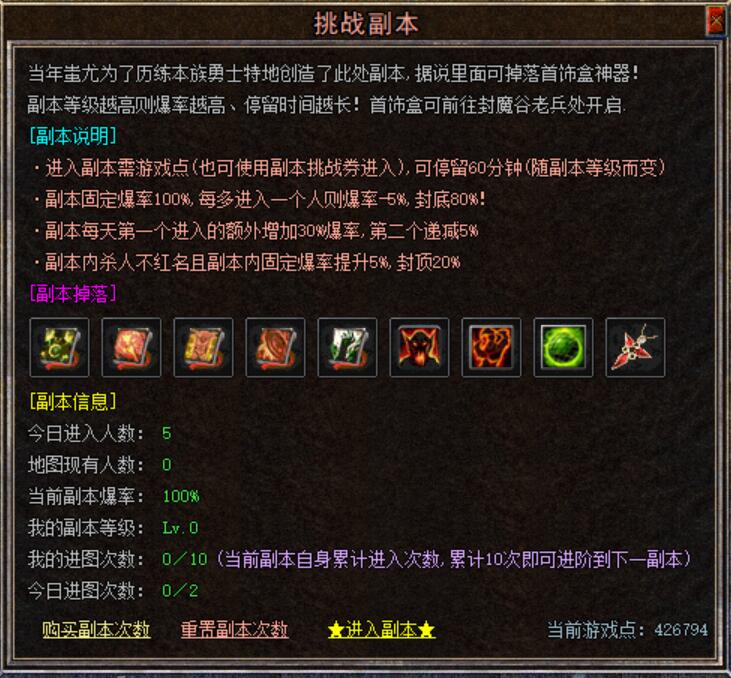 挑战副本
当年蚩尤为了历练本族勇士特地创造了此处副本,据说里面可掉落首饰盒神器!
副本等级越高则爆率越高、停留时间越长! 首饰盒可前往封魔谷老兵处开启.
[副本说明]
·进入副本需游戏点(也可使用副本挑战券进入),可停留60分钟(随副本等级而变)
·副本固定爆率100%,每多进入一个人则爆率-5%,封底80%!
·副本每天第一个进入的额外增加30%爆率,第二个递减5%
·副本内杀人不红名且副本内固定爆率提升5%,封顶20%
[副本掉落]
[副本信息]
今日进入人数: 5
地图现有人数: 0
当前副本爆率: 100%
我的副本等级: Lv.0
我的进图次数: 0/10 (当前副本自身累计进入次数,累计10次即可进阶到下一副本)
今日进图次数: 0/2
购买副本次数 重置副本次数 ★进入副本★ 当前游戏点: 426794